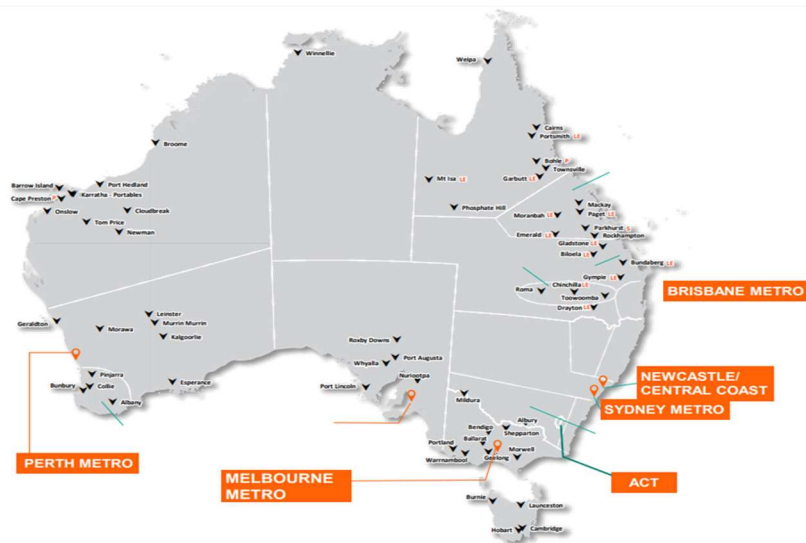 Winnellie
Weipa
Cairns
Portsmith LE
Broome
Bohle P
Townsville
Garbutt LE
Mt Isa LE
Barrow Island
Port Hedland
Karratha - Portables
Cape Preston P
Onslow
Cloudbreak
Tom Price
Newman
Phosphate Hill
Mackay
Paget LE
Moranbah LE
Parkhurst
Rockhampton
Emerald LE
Gladstone LE
Biloela LE
Bundaberg LE
Gympie LE
Chinchilla LE
Roma
Toowoomba
Drayton LE
BRISBANE METRO
Leinster
Murrin Murrin
Geraldton
Morawa
Kalgoorlie
Roxby Downs
Port Augusta
Whyalla
Nuriootpa
Port Lincoln
Pinjarra
Bunbury
Collie
Esperance
Albany
NEWCASTLE/
CENTRAL COAST
SYDNEY METRO
Mildura
Albury
Bendigo
Shepparton
Ballarat
Portland
Morwell
Warrnambool
Geelong
PERTH METRO
MELBOURNE
METRO
ACT
Burnie
Launceston
Hobart
Cambridge